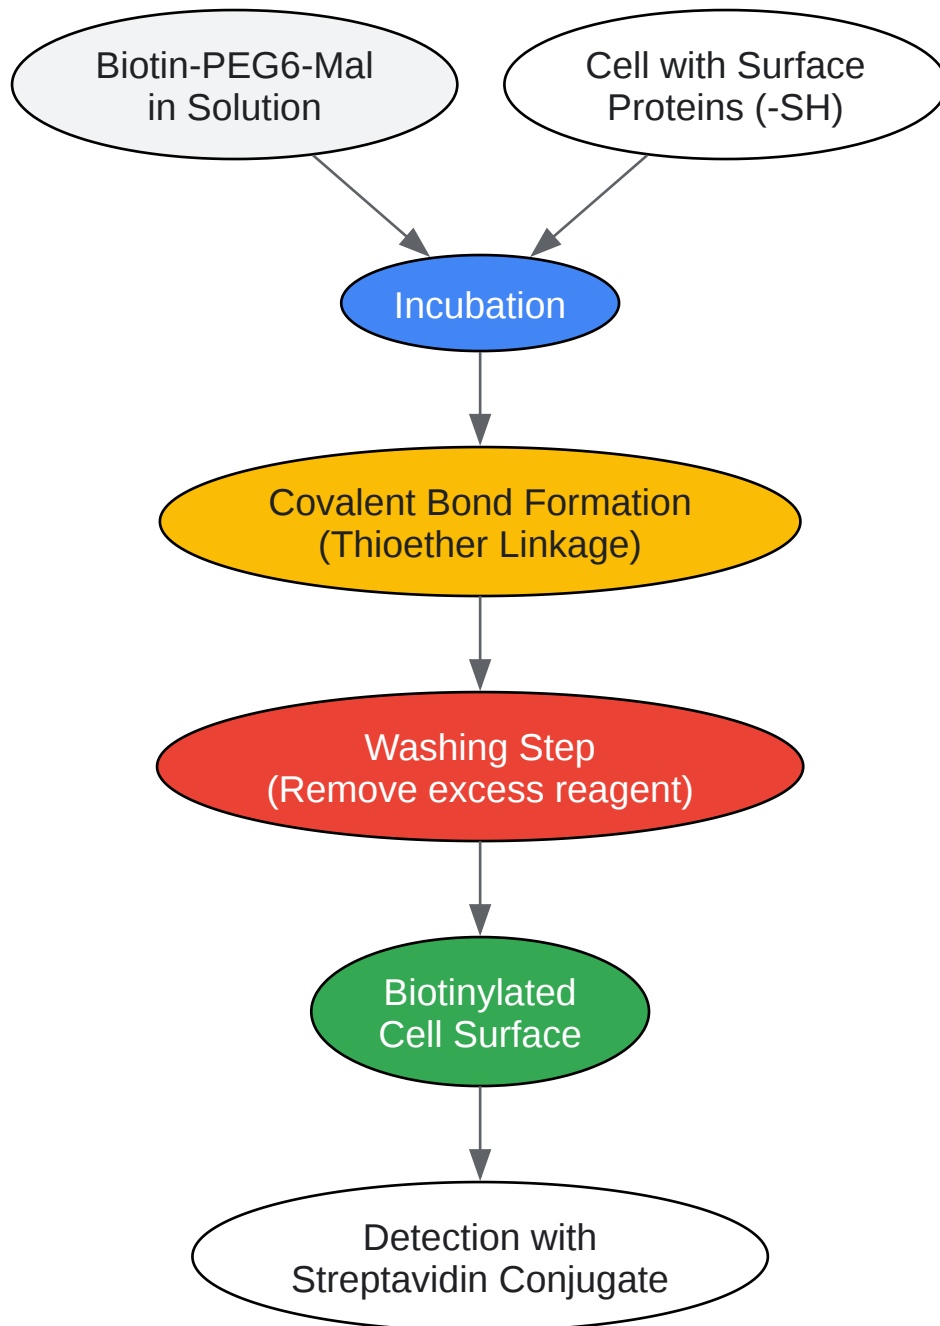 Biotin-PEG6-Mal
in Solution
Cell with Surface
Proteins (-SH)
Incubation
Covalent Bond Formation
(Thioether Linkage)
Washing Step
(Remove excess reagent)
Biotinylated
Cell Surface
Detection with
Streptavidin Conjugate